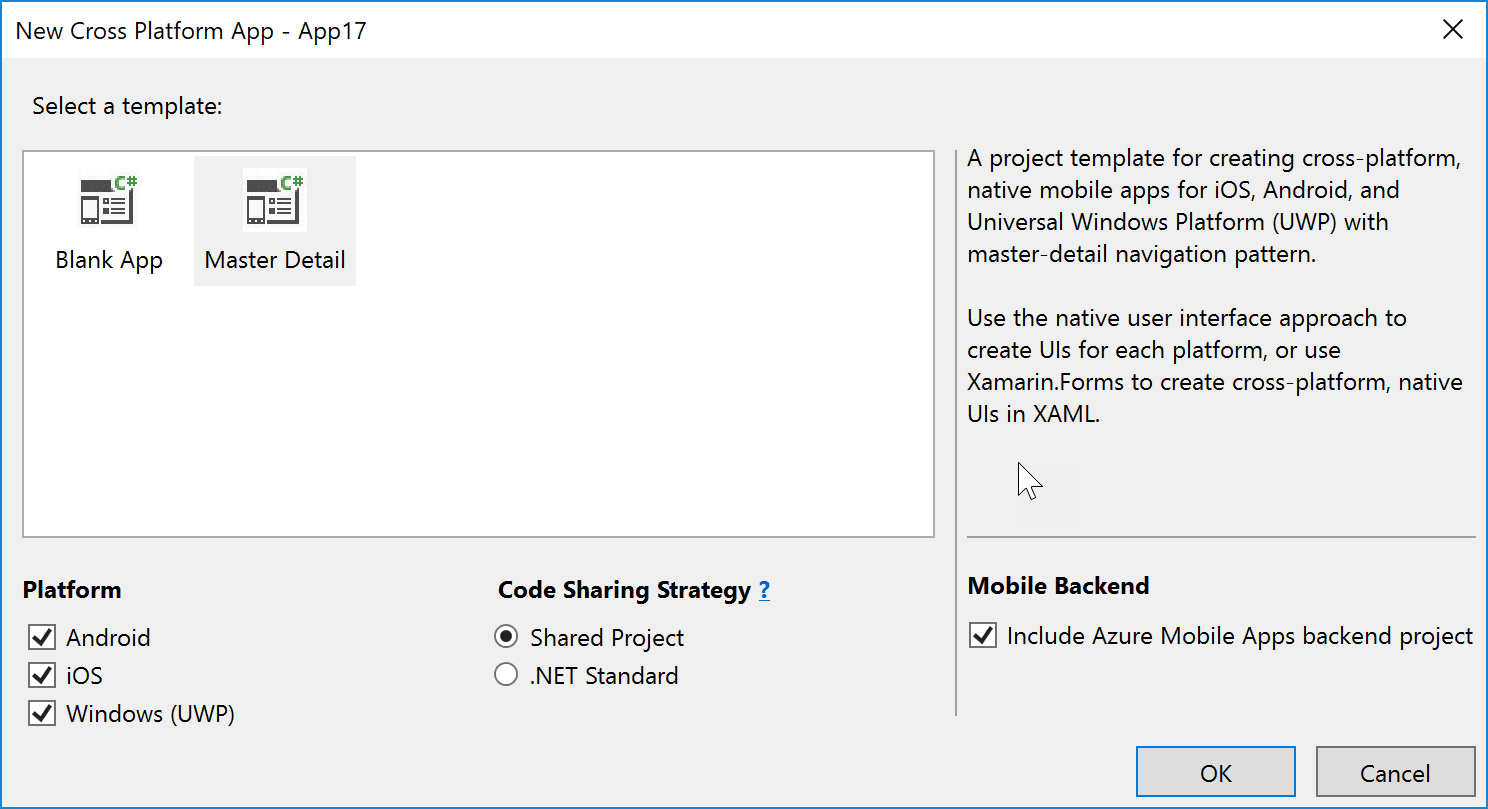 New Cross Platform App - App17
Select a template:
C#
Blank App
C#
Master Detail
A project template for creating cross-platform,
native mobile apps for iOS, Android, and
Universal Windows Platform (UWP) with
master-detail navigation pattern.
Use the native user interface approach to
create UIs for each platform, or use
Xamarin.Forms to create cross-platform, native
UIs in XAML.
Platform
Android
iOS
Windows (UWP)
Code Sharing Strategy ?
Shared Project
.NET Standard
Mobile Backend
Include Azure Mobile Apps backend project
OK
Cancel